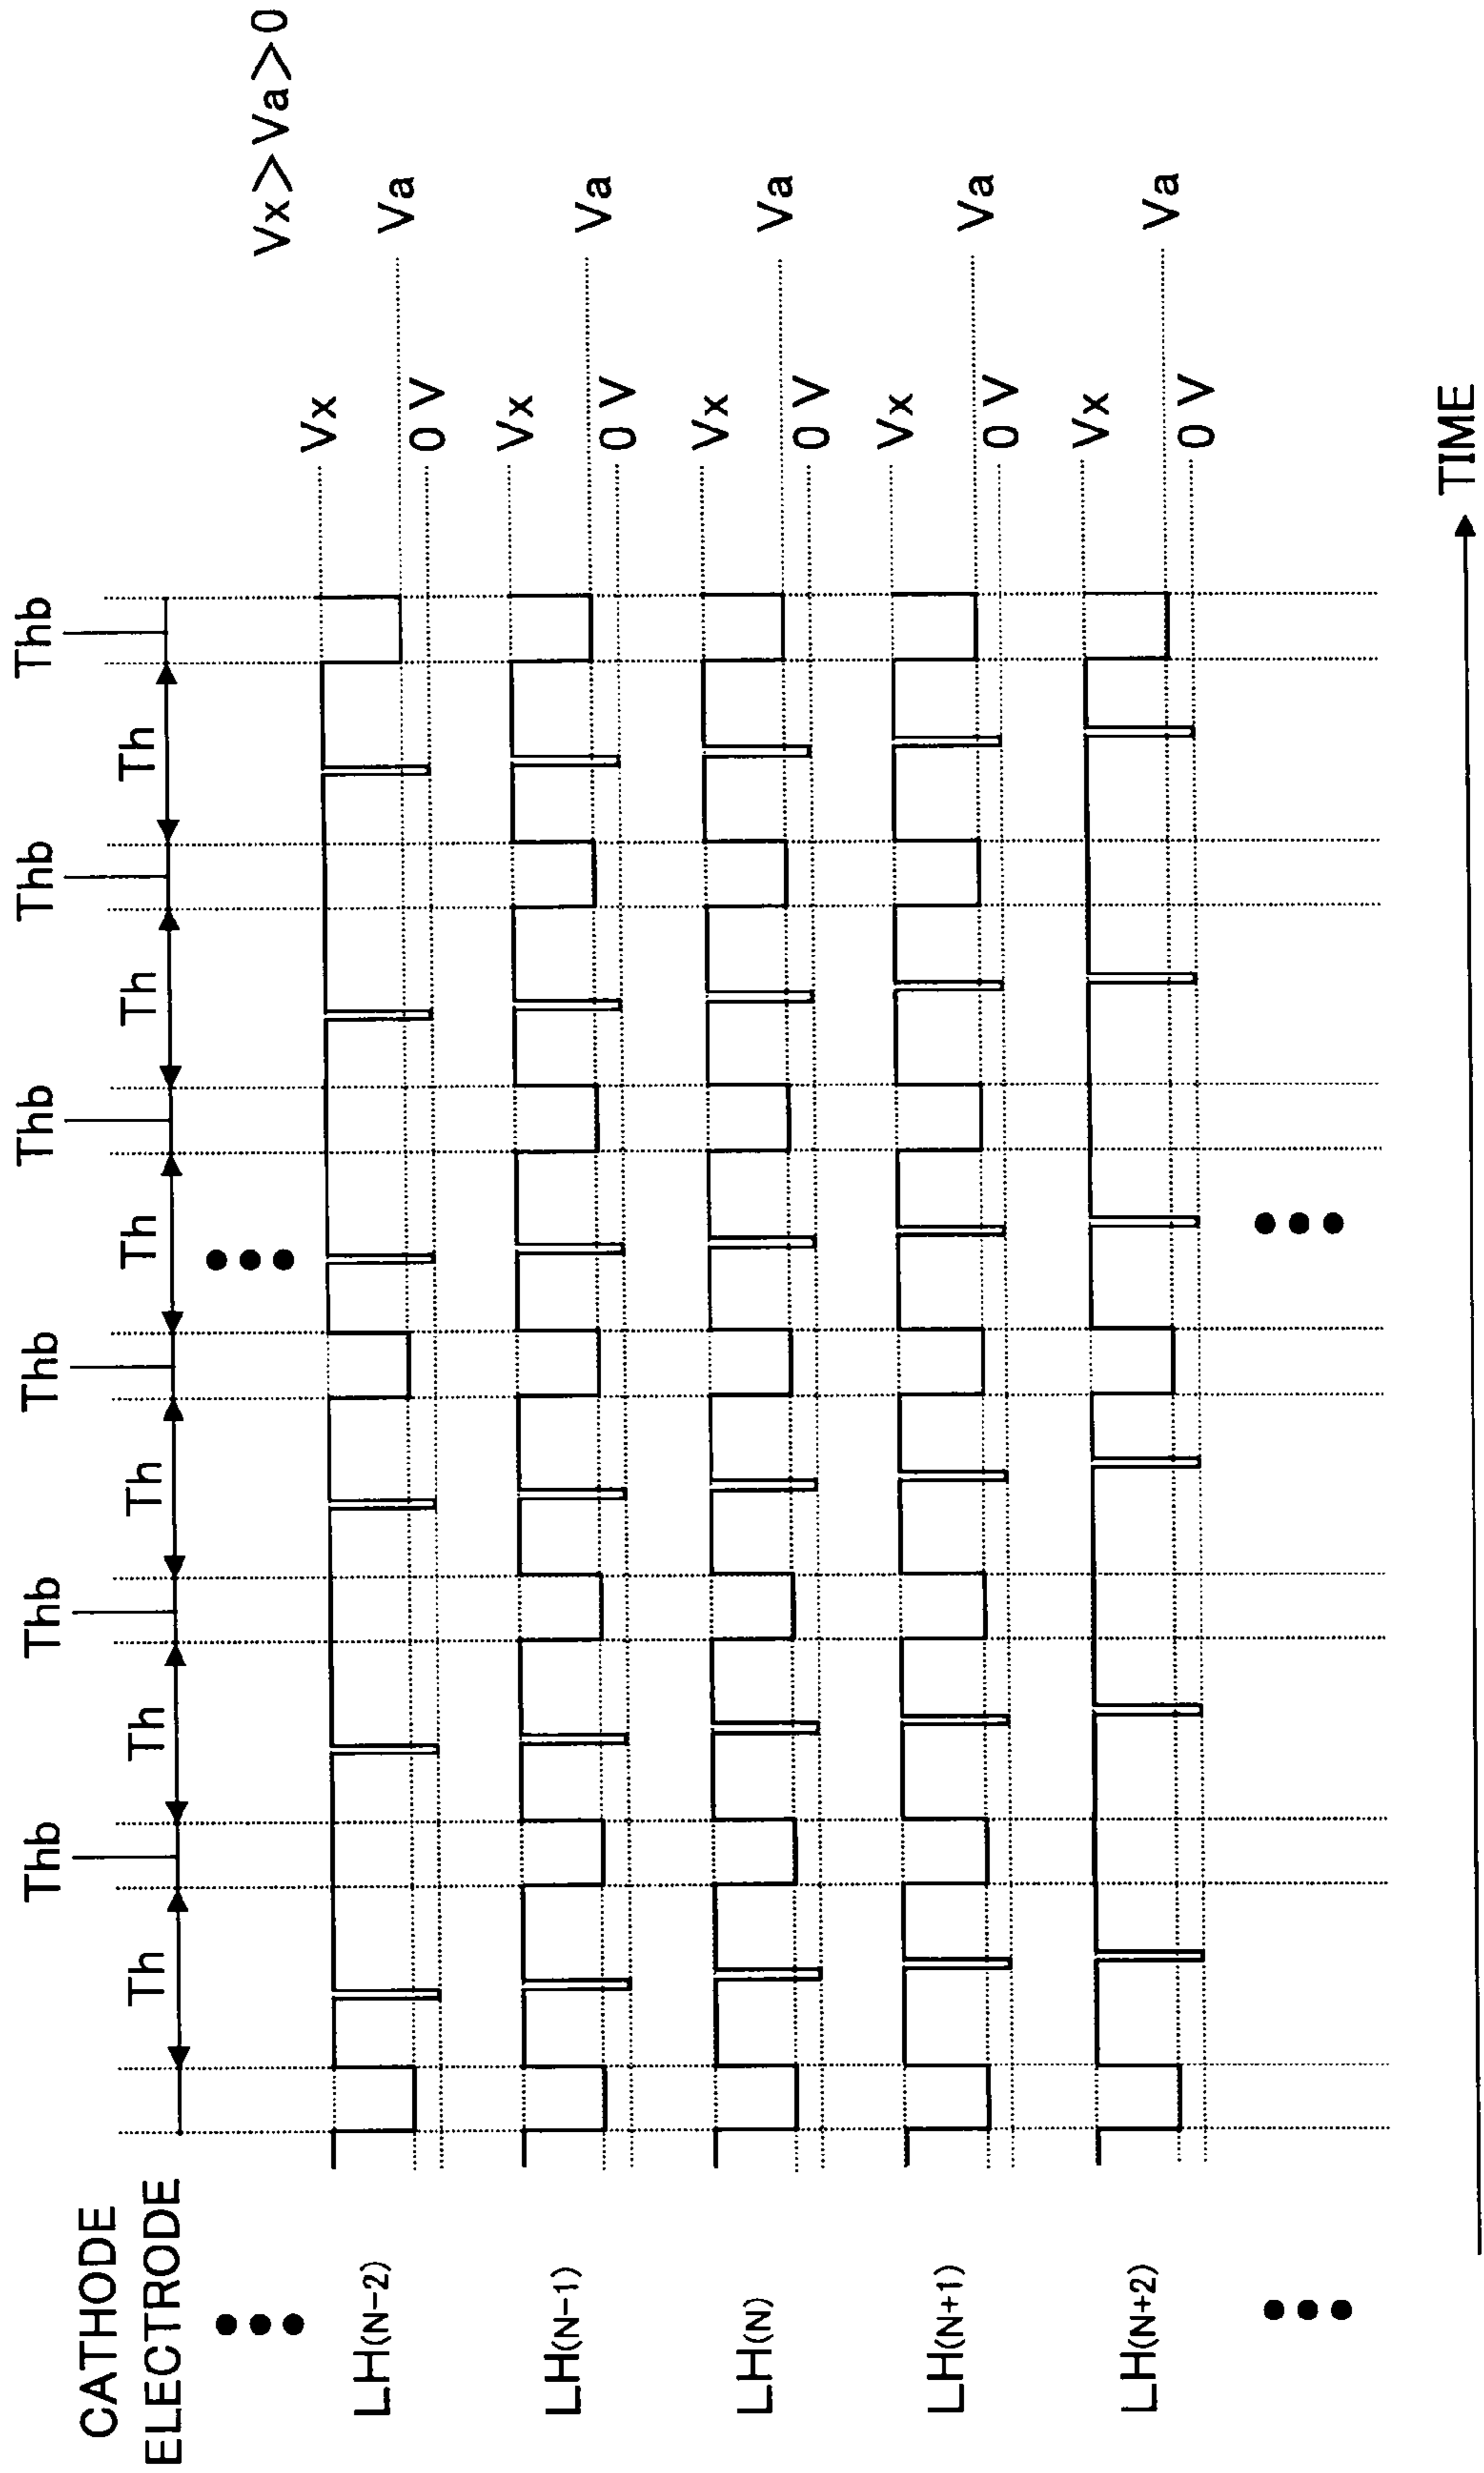 Thb Thb Thb Thb Thb Thb
CATHODE
ELECTRODE
Th Th Th Th Th Th
Vx>Va>0
LH(N-2) Vx Va 0 V
LH(N-1) Vx Va 0 V
LH(N) Vx Va 0 V
LH(N+1) Vx Va 0 V
LH(N+2) Vx Va 0 V
TIME